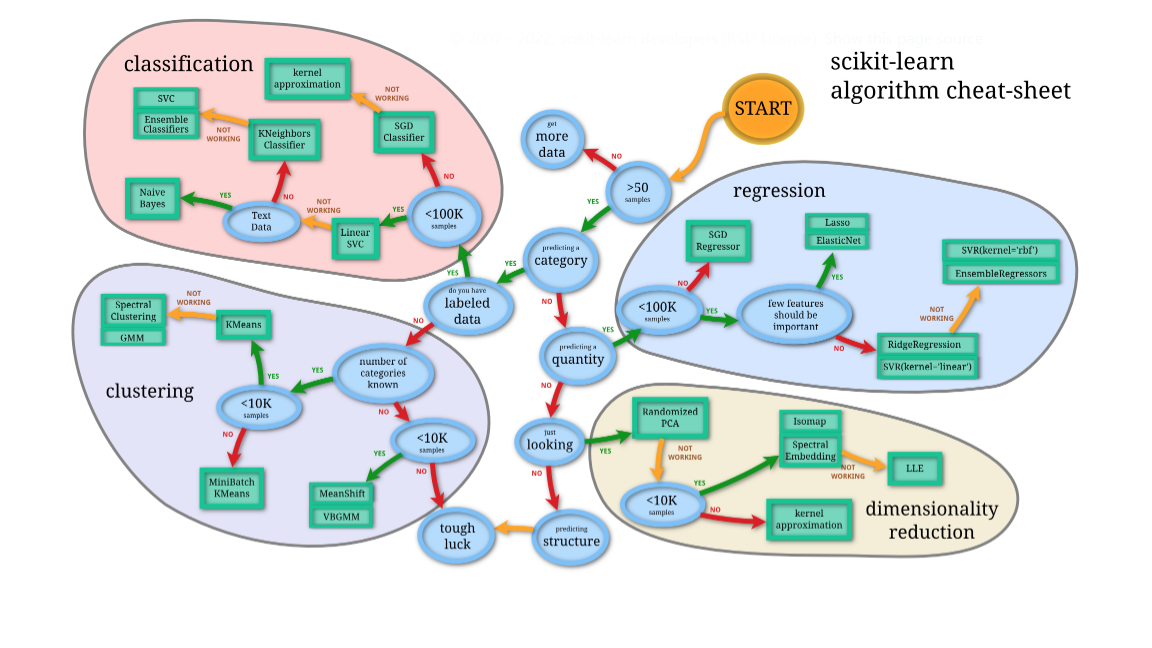 scikit-learn
algorithm cheat-sheet
START
classification
kernel
approximation
NOT
WORKING
SVC
Ensemble
Classifiers
NOT
WORKING
KNeighbors
Classifier
SGD
Classifier
NO
NO
Naive
Bayes
YES
Text
Data
NOT
WORKING
Linear
SVC
YES
<100K
samples
YES
get
more
data
NO
>50
samples
YES
predicting a
category
YES
NO
do you have
labeled
data
NO
predicting a
quantity
YES
NO
just
looking
YES
NO
predicting
structure
tough
luck
regression
SGD
Regressor
Lasso
ElasticNet
SVR(kernel='rbf')
EnsembleRegressors
NO
YES
<100K
samples
YES
few features
should be
important
NOT
WORKING
NO
RidgeRegression
SVR(kernel='linear')
clustering
Spectral
Clustering
GMM
NOT
WORKING
KMeans
YES
number of
categories
known
YES
NO
<10K
samples
NO
MiniBatch
KMeans
<10K
samples
YES
NO
MeanShift
VBGMM
Randomized
PCA
NOT
WORKING
Isomap
Spectral
Embedding
NOT
WORKING
LLE
<10K
samples
YES
NO
kernel
approximation
dimensionality
reduction